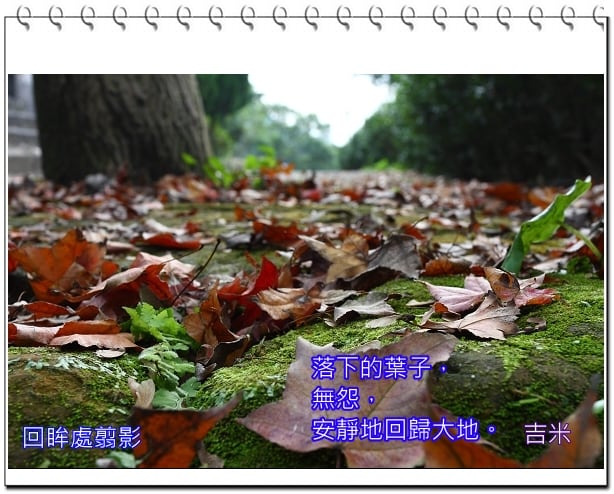 落下的葉子，
無怨，
安靜地回歸大地。
回眸處翦影
吉米